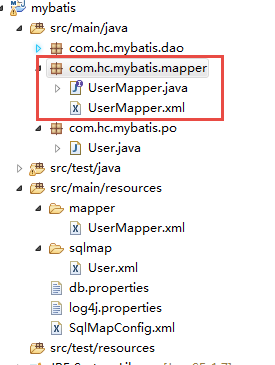 mybatis
src/main/java
com.hc.mybatis.dao
com.hc.mybatis.mapper
UserMapper.java
UserMapper.xml
com.hc.mybatis.po
User.java
src/test/java
src/main/resources
mapper
UserMapper.xml
sqlmap
User.xml
db.properties
log4j.properties
SqlMapConfig.xml
src/test/resources